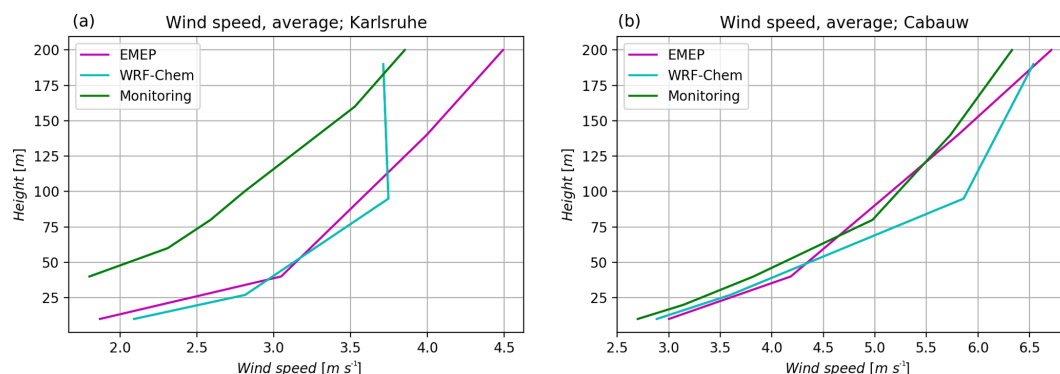 (a)
Wind speed, average; Karlsruhe
200
175
150
125
100
75
50
25
Height [m]
EMEP
WRF-Chem
Monitoring
2.0 2.5 3.0 3.5 4.0 4.5
Wind speed [m s⁻¹]
(b)
Wind speed, average; Cabauw
200
175
150
125
100
75
50
25
Height [m]
EMEP
WRF-Chem
Monitoring
2.5 3.0 3.5 4.0 4.5 5.0 5.5 6.0 6.5
Wind speed [m s⁻¹]